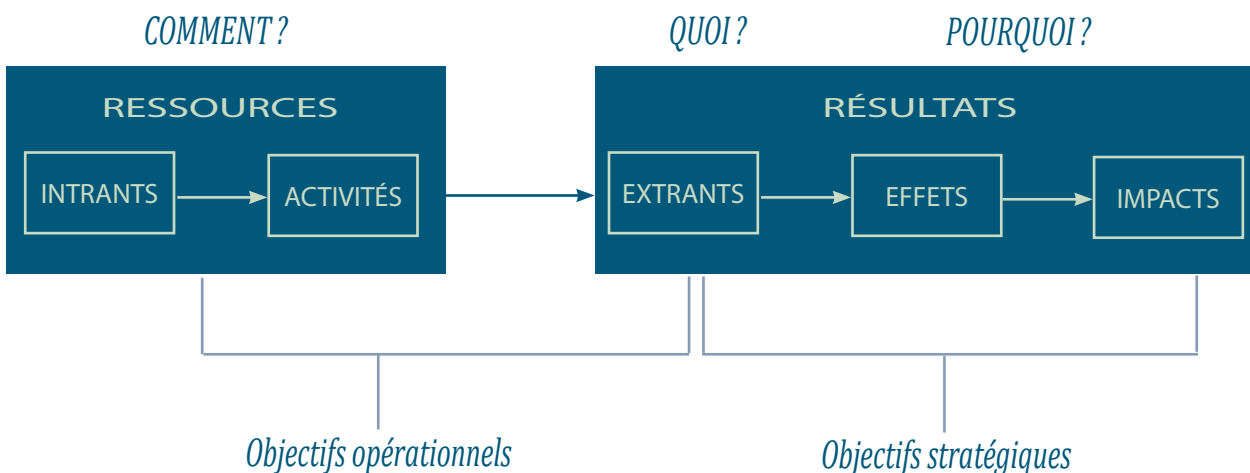 COMMENT ?
QUOI ?
POURQUOI ?
RESSOURCES
RÉSULTATS
INTRANTS
ACTIVITÉS
EXTRANTS
EFFETS
IMPACTS
Objectifs opérationnels
Objectifs stratégiques